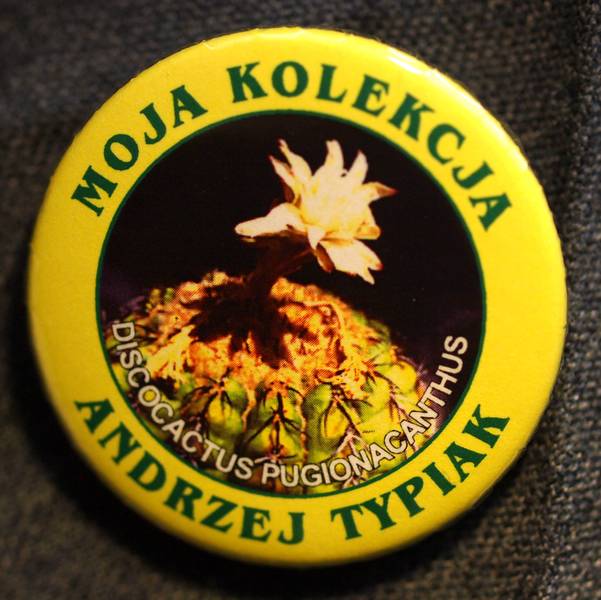 MOJA KOLEKCJA
DISCOCACTUS PUGIONACANTHUS
ANDRZEJ TYPIAK